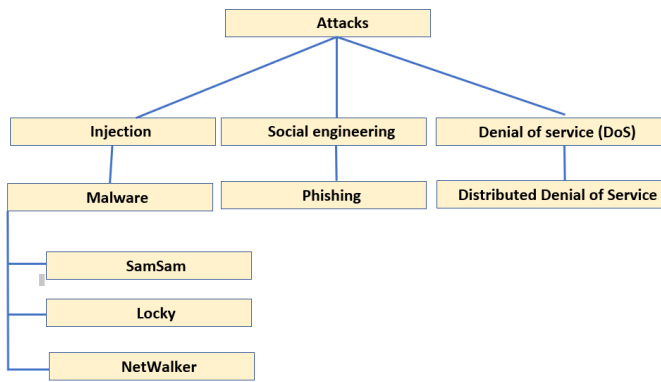 Attacks
Injection
Social engineering
Denial of service (DoS)
Malware
Phishing
Distributed Denial of Service
SamSam
Locky
NetWalker